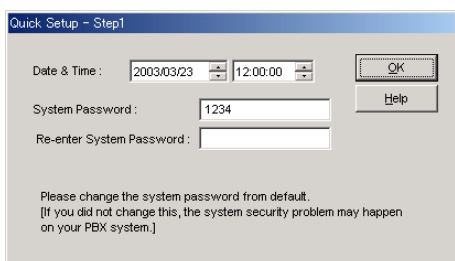 Quick Setup - Step1
Date & Time : 2003/03/23 12:00:00 OK
Help
System Password : 1234
Re-enter System Password :
Please change the system password from default.
[If you did not change this, the system security problem may happen
on your PBX system.]